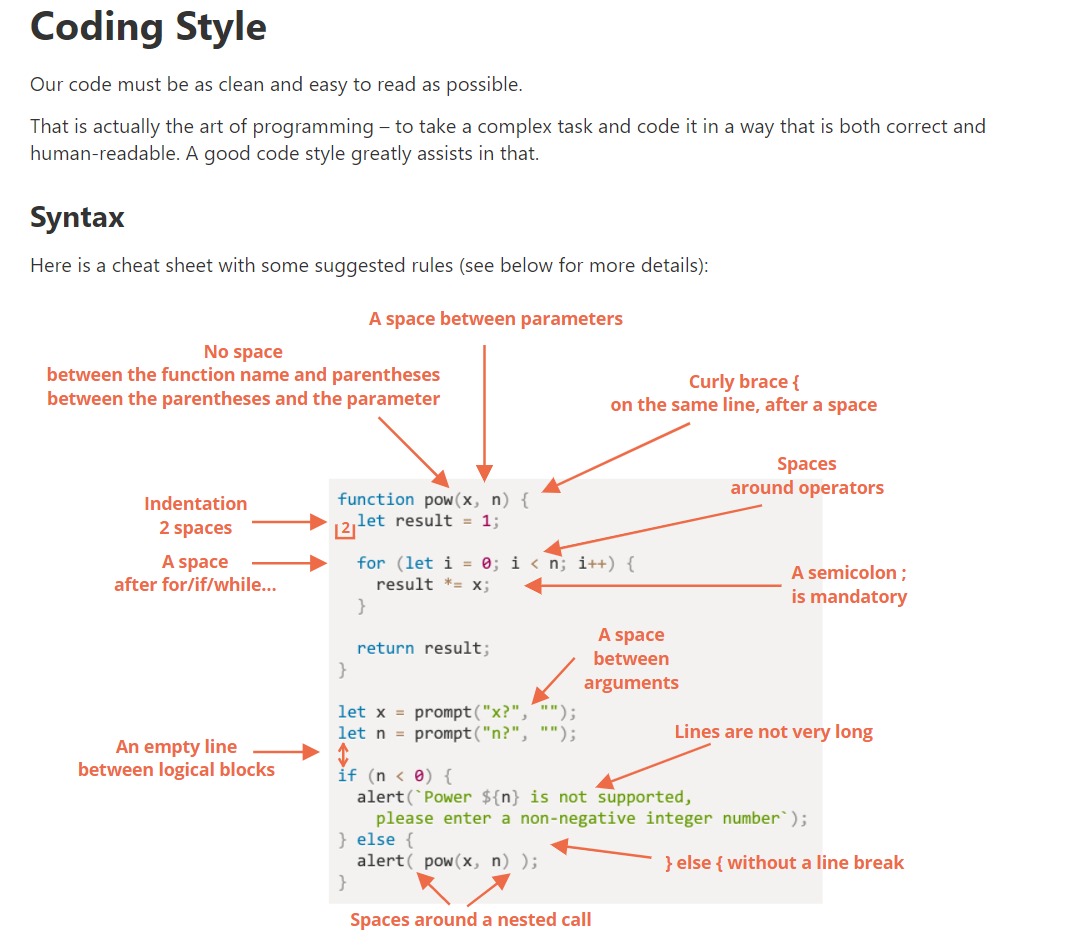 Coding Style
Our code must be as clean and easy to read as possible.
That is actually the art of programming – to take a complex task and code it in a way that is both correct and
human-readable. A good code style greatly assists in that.
Syntax
Here is a cheat sheet with some suggested rules (see below for more details):
A space between parameters
No space
between the function name and parentheses
between the parentheses and the parameter
Curly brace {
on the same line, after a space
Spaces
around operators
Indentation
2 spaces
A space
after for/if/while...
A semicolon ;
is mandatory
A space
between
arguments
An empty line
between logical blocks
Lines are not very long
} else { without a line break
Spaces around a nested call
function pow(x, n) {
2
  let result = 1;
  for (let i = 0; i < n; i++) {
    result *= x;
  }
  return result;
}
let x = prompt("x?", "");
let n = prompt("n?", "");
if (n < 0) {
  alert(`Power ${n} is not supported,
    please enter a non-negative integer number`);
} else {
  alert( pow(x, n) );
}